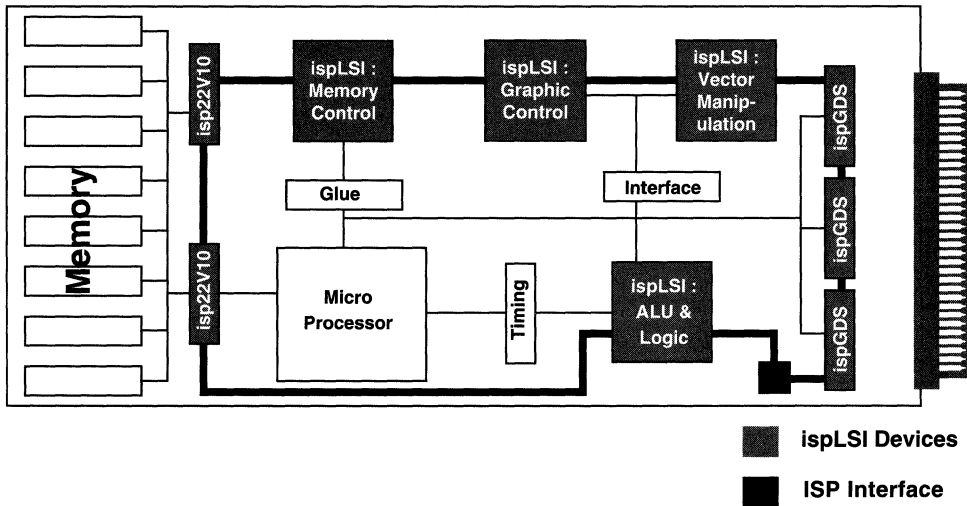 Memory
isp22V10
isp22V10
ispLSI :
Memory
Control
ispLSI :
Graphic
Control
ispLSI :
Vector
Manip-
ulation
ispGDS
ispGDS
ispGDS
Glue
Interface
Micro
Processor
Timing
ispLSI :
ALU &
Logic
ispLSI Devices
ISP Interface